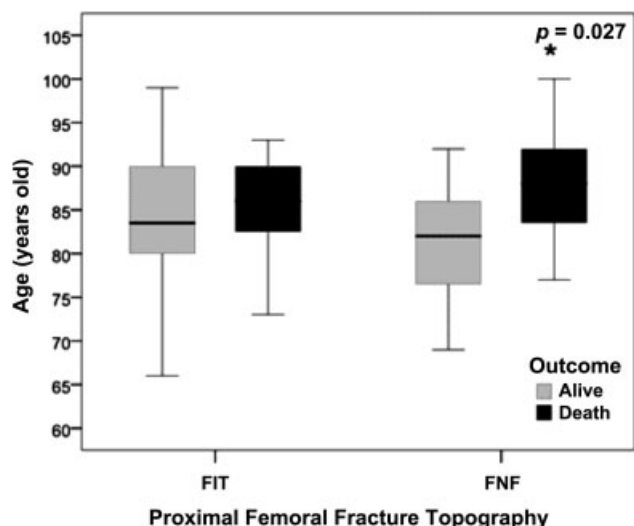 p = 0.027
*
105
100
95
90
85
80
75
70
65
60
Age (years old)
Outcome
Alive
Death
FIT
FNF
Proximal Femoral Fracture Topography